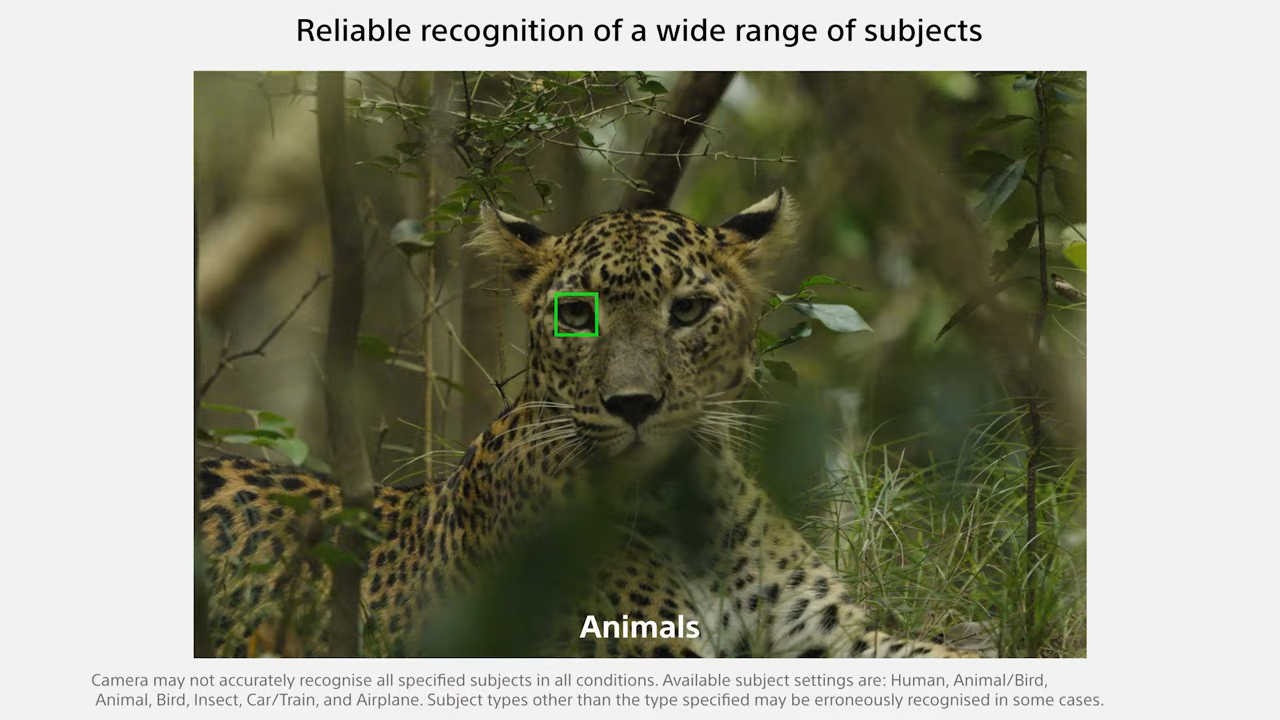 Reliable recognition of a wide range of subjects
Animals
Camera may not accurately recognise all specified subjects in all conditions. Available subject settings are: Human, Animal/Bird,
Animal, Bird, Insect, Car/Train, and Airplane. Subject types other than the type specified may be erroneously recognised in some cases.